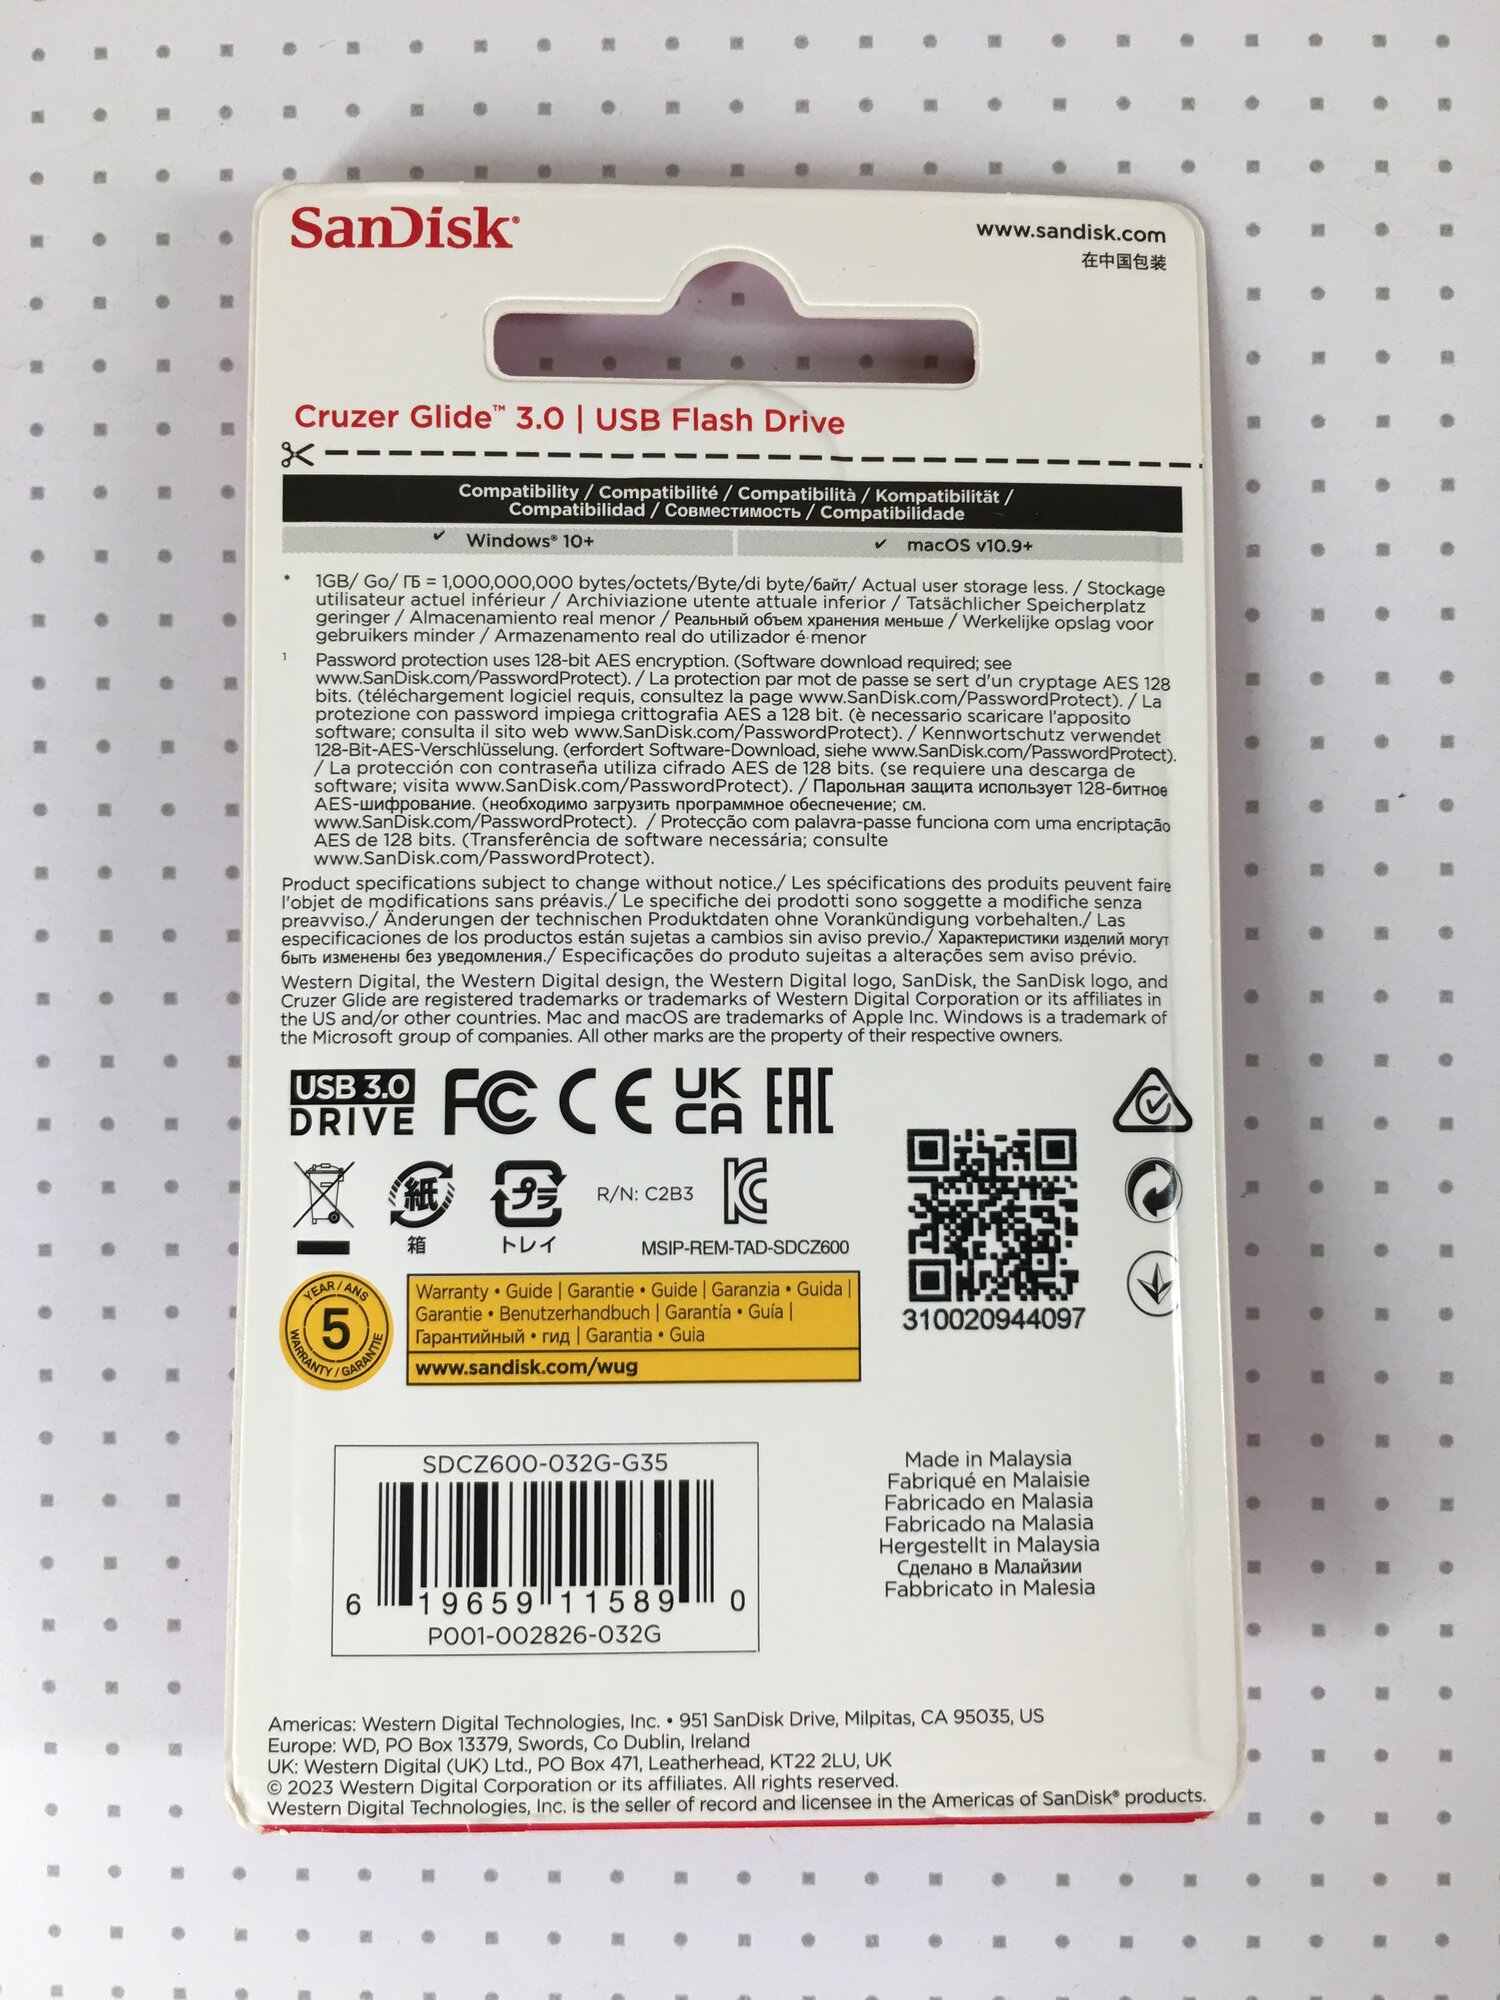 SanDisk®
www.sandisk.com
在中国包装
Cruzer Glide™ 3.0 | USB Flash Drive
Compatibility / Compatibilité / Compatibilità / Kompatibilität /
Compatibilidad / Совместимость / Compatibilidade
✓ Windows® 10+
✓ macOS v10.9+
* 1GB/ Go/ ГБ = 1,000,000,000 bytes/octets/Byte/di byte/байт/ Actual user storage less. / Stockage
utilisateur actuel inférieur / Archiviazione utente attuale inferior / Tatsächlicher Speicherplatz
geringer / Almacenamiento real menor / Реальный объем хранения меньше / Werkelijke opslag voor
gebruikers minder / Armazenamento real do utilizador é menor
1 Password protection uses 128-bit AES encryption. (Software download required; see
www.SanDisk.com/PasswordProtect). / La protection par mot de passe se sert d'un cryptage AES 128
bits. (téléchargement logiciel requis, consultez la page www.SanDisk.com/PasswordProtect). / La
protezione con password impiega crittografia AES a 128 bit. (è necessario scaricare l'apposito
software; consulta il sito web www.SanDisk.com/PasswordProtect). / Kennwortschutz verwendet
128-Bit-AES-Verschlüsselung. (erfordert Software-Download, siehe www.SanDisk.com/PasswordProtect).
/ La protección con contraseña utiliza cifrado AES de 128 bits. (se requiere una descarga de
software; visita www.SanDisk.com/PasswordProtect). / Парольная защита использует 128-битное
AES-шифрование. (необходимо загрузить программное обеспечение; см.
www.SanDisk.com/PasswordProtect). / Protecção com palavra-passe funciona com uma encriptação
AES de 128 bits. (Transferência de software necessária; consulte
www.SanDisk.com/PasswordProtect).
Product specifications subject to change without notice./ Les spécifications des produits peuvent faire
l'objet de modifications sans préavis./ Le specifiche dei prodotti sono soggette a modifiche senza
preavviso./ Änderungen der technischen Produktdaten ohne Vorankündigung vorbehalten./ Las
especificaciones de los productos están sujetas a cambios sin aviso previo./ Характеристики изделий могут
быть изменены без уведомления./ Especificações do produto sujeitas a alterações sem aviso prévio.
Western Digital, the Western Digital design, the Western Digital logo, SanDisk, the SanDisk logo, and
Cruzer Glide are registered trademarks or trademarks of Western Digital Corporation or its affiliates in
the US and/or other countries. Mac and macOS are trademarks of Apple Inc. Windows is a trademark of
the Microsoft group of companies. All other marks are the property of their respective owners.
USB 3.0
DRIVE
FC CE UK
CA EAC
紙
箱
プラ
トレイ
R/N: C2B3
KC
MSIP-REM-TAD-SDCZ600
310020944097
YEAR / ANS
5
WARRANTY / GARANTIE
Warranty • Guide | Garantie • Guide | Garanzia • Guida |
Garantie • Benutzerhandbuch | Garantía • Guía |
Гарантийный • гид | Garantia • Guia
www.sandisk.com/wug
SDCZ600-032G-G35
6 19659 11589 0
P001-002826-032G
Made in Malaysia
Fabriqué en Malaisie
Fabricado en Malasia
Fabricado na Malasia
Hergestellt in Malaysia
Сделано в Малайзии
Fabbricato in Malesia
Americas: Western Digital Technologies, Inc. • 951 SanDisk Drive, Milpitas, CA 95035, US
Europe: WD, PO Box 13379, Swords, Co Dublin, Ireland
UK: Western Digital (UK) Ltd., PO Box 471, Leatherhead, KT22 2LU, UK
© 2023 Western Digital Corporation or its affiliates. All rights reserved.
Western Digital Technologies, Inc. is the seller of record and licensee in the Americas of SanDisk® products.